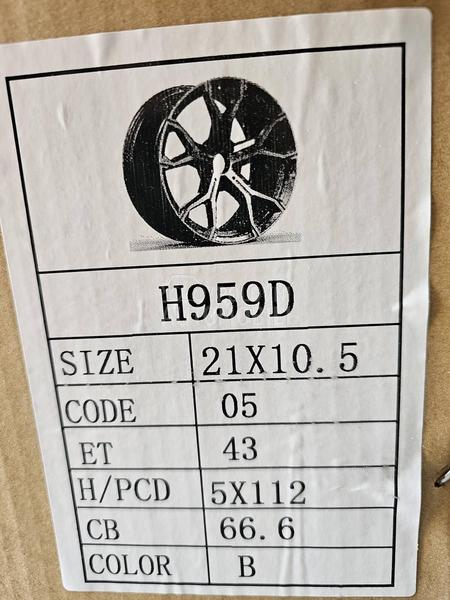 H959D
SIZE 21X10.5
CODE 05
ET 43
H/PCD 5X112
CB 66.6
COLOR B